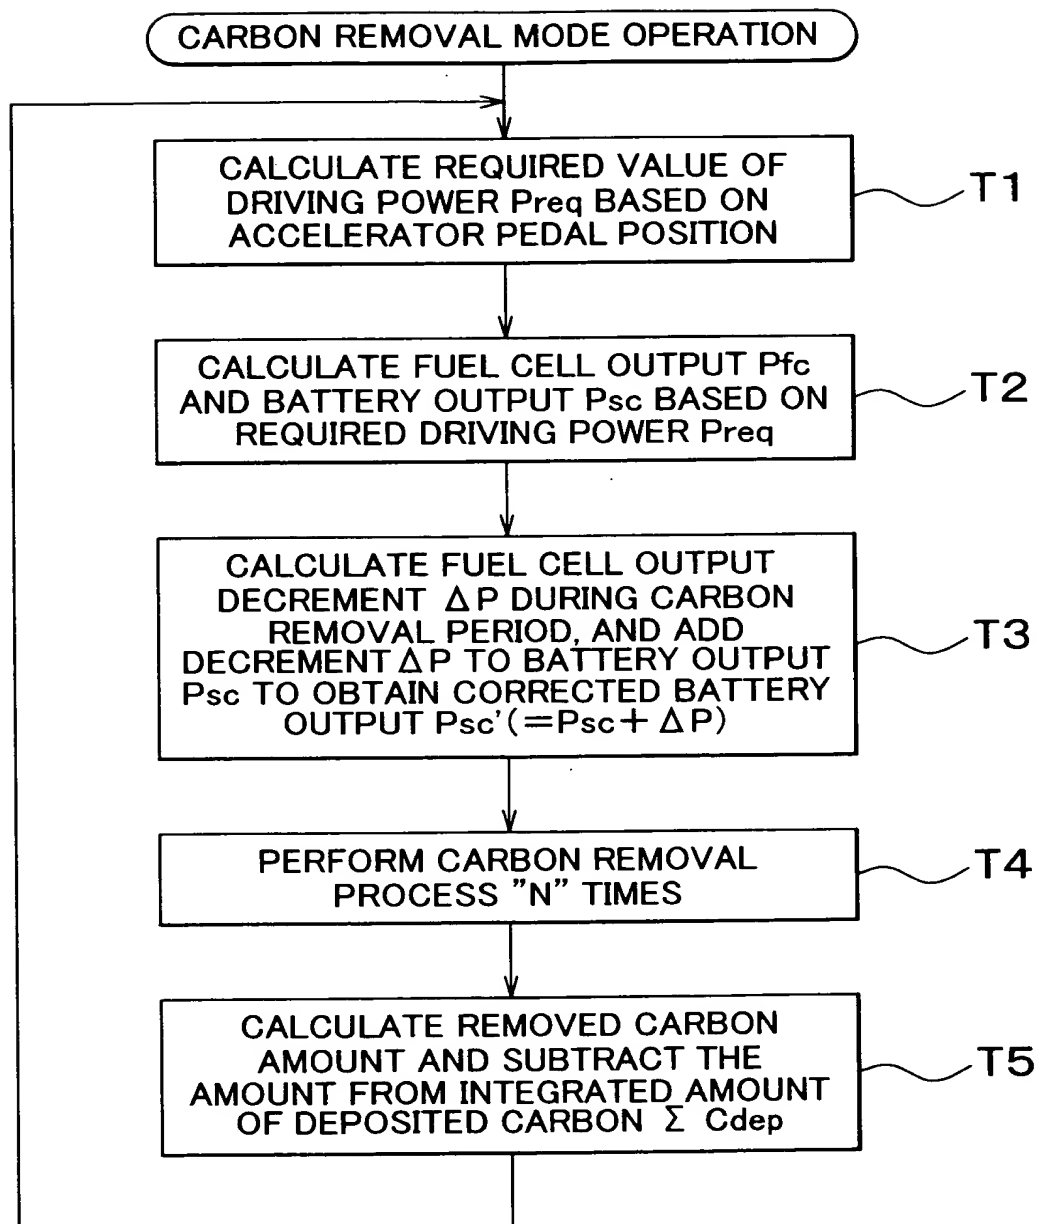 CARBON REMOVAL MODE OPERATION
CALCULATE REQUIRED VALUE OF
DRIVING POWER Preq BASED ON
ACCELERATOR PEDAL POSITION
T1
CALCULATE FUEL CELL OUTPUT Pfc
AND BATTERY OUTPUT Psc BASED ON
REQUIRED DRIVING POWER Preq
T2
CALCULATE FUEL CELL OUTPUT
DECREMENT ΔP DURING CARBON
REMOVAL PERIOD, AND ADD
DECREMENT ΔP TO BATTERY OUTPUT
Psc TO OBTAIN CORRECTED BATTERY
OUTPUT Psc'(=Psc+ ΔP)
T3
PERFORM CARBON REMOVAL
PROCESS "N" TIMES
T4
CALCULATE REMOVED CARBON
AMOUNT AND SUBTRACT THE
AMOUNT FROM INTEGRATED AMOUNT
OF DEPOSITED CARBON Σ Cdep
T5